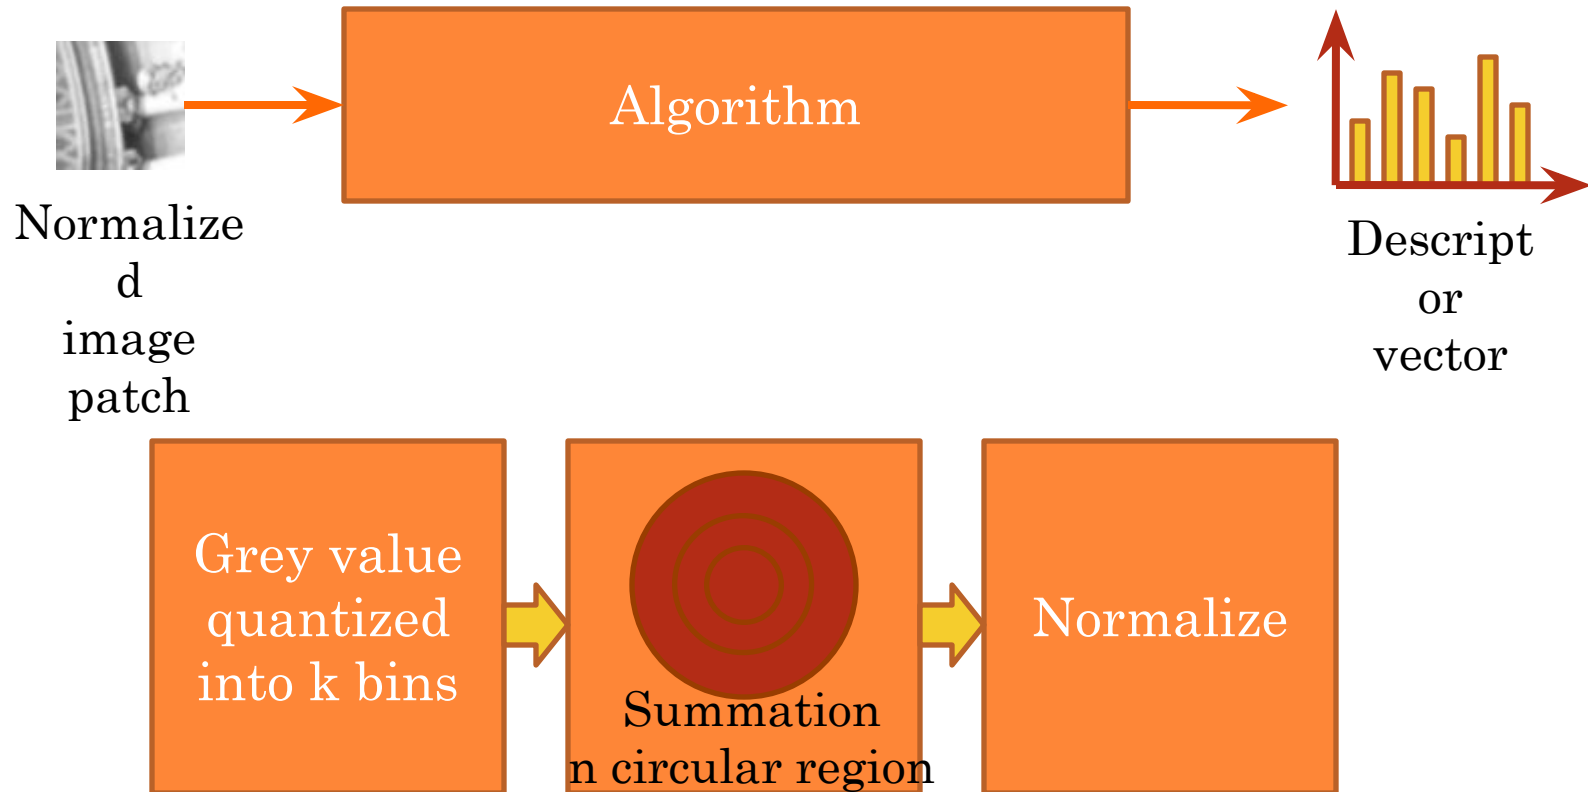 Algorithm
Normalize
d
image
patch
Descript
or
vector
Grey value
quantized
into k bins
Summation
n circular region
Normalize